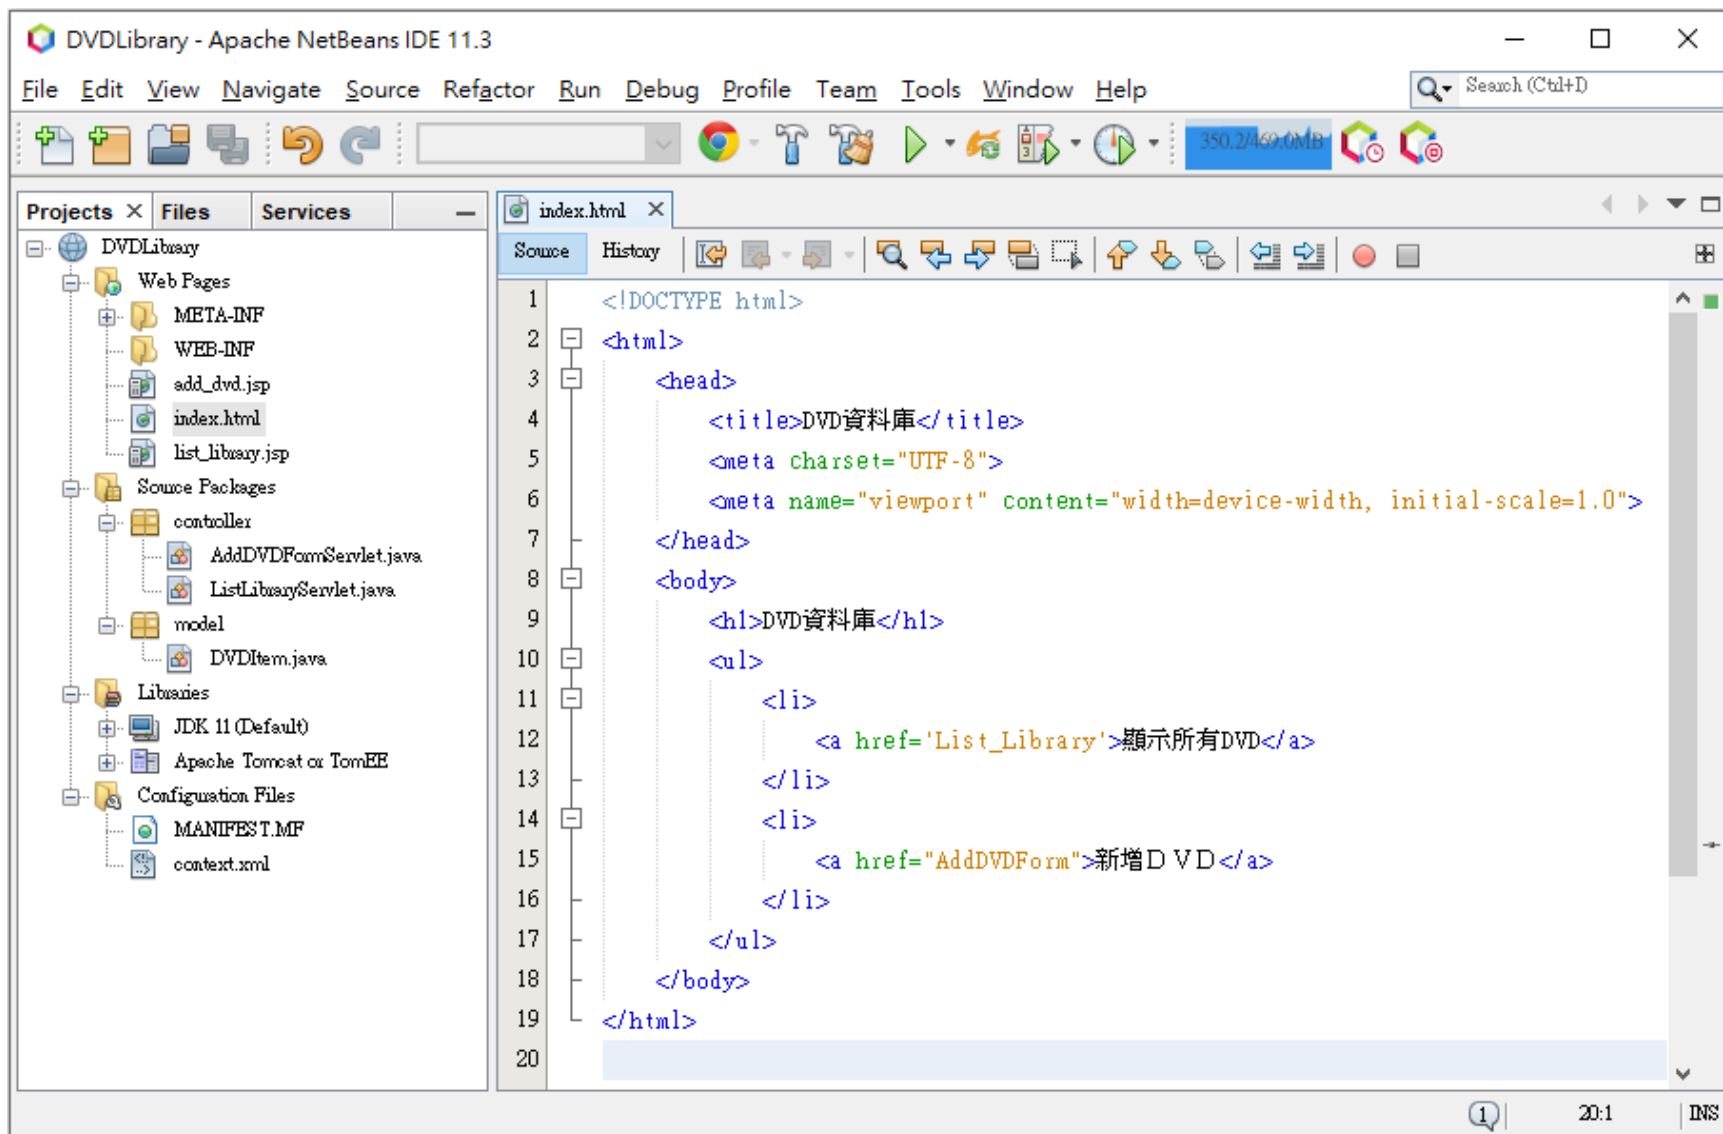 DVDLibrary - Apache NetBeans IDE 11.3
File Edit View Navigate Source Refactor Run Debug Profile Team Tools Window Help
Search (Ctrl+I)
350.2/469.0MB
Projects Files Services
DVDLibrary
Web Pages
META-INF
WEB-INF
add_dvd.jsp
index.html
list_library.jsp
Source Packages
controller
AddDVDFormServlet.java
ListLibraryServlet.java
model
DVDItem.java
Libraries
JDK 11 (Default)
Apache Tomcat or TomEE
Configuration Files
MANIFEST.MF
context.xml
index.html
Source History
1 <!DOCTYPE html>
2 <html>
3 <head>
4 <title>DVD資料庫</title>
5 <meta charset="UTF-8">
6 <meta name="viewport" content="width=device-width, initial-scale=1.0">
7 </head>
8 <body>
9 <h1>DVD資料庫</h1>
10 <ul>
11 <li>
12 <a href='List_Library'>顯示所有DVD</a>
13 </li>
14 <li>
15 <a href="AddDVDForm">新增ＤＶＤ</a>
16 </li>
17 </ul>
18 </body>
19 </html>
20
1 20:1 INS